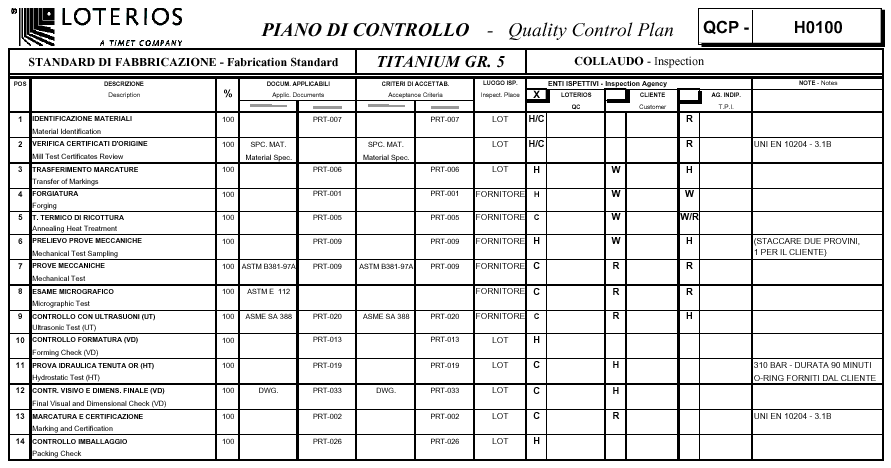 LOTERIOS
A TIMET COMPANY
PIANO DI CONTROLLO - Quality Control Plan
QCP - H0100
STANDARD DI FABBRICAZIONE - Fabrication Standard TITANIUM GR. 5 COLLAUDO - Inspection
POS DESCRIZIONE % DOCUM. APPLICABILI CRITERI DI ACCETTAB. LUOGO ISP. ENTI ISPETTIVI - Inspection Agency NOTE - Notes
Description Applic. Documents Acceptance Criteria Inspect. Place X LOTERIOS CLIENTE AG. INDIP.
QC Customer T.P.I.
1 IDENTIFICAZIONE MATERIALI 100 PRT-007 PRT-007 LOT H/C R
Material Identification
2 VERIFICA CERTIFICATI D'ORIGINE 100 SPC. MAT. SPC. MAT. LOT H/C R UNI EN 10204 - 3.1B
Mill Test Certificates Review Material Spec. Material Spec.
3 TRASFERIMENTO MARCATURE 100 PRT-006 PRT-006 LOT H W H
Transfer of Markings
4 FORGIATURA 100 PRT-001 PRT-001 FORNITORE H W W
Forging
5 T. TERMICO DI RICOTTURA 100 PRT-005 PRT-005 FORNITORE C W W/R
Annealing Heat Treatment
6 PRELIEVO PROVE MECCANICHE 100 PRT-009 PRT-009 FORNITORE H W H (STACCARE DUE PROVINI,
Mechanical Test Sampling 1 PER IL CLIENTE)
7 PROVE MECCANICHE 100 ASTM B381-97A PRT-009 ASTM B381-97A PRT-009 FORNITORE C R R
Mechanical Test
8 ESAME MICROGRAFICO 100 ASTM E 112 FORNITORE C R R
Micrographic Test
9 CONTROLLO CON ULTRASUONI (UT) 100 ASME SA 388 PRT-020 ASME SA 388 PRT-020 FORNITORE C R H
Ultrasonic Test (UT)
10 CONTROLLO FORMATURA (VD) 100 PRT-013 PRT-013 LOT H
Forming Check (VD)
11 PROVA IDRAULICA TENUTA OR (HT) 100 PRT-019 PRT-019 LOT C H 310 BAR - DURATA 90 MINUTI
Hydrostatic Test (HT) O-RING FORNITI DAL CLIENTE
12 CONTR. VISIVO E DIMENS. FINALE (VD) 100 DWG. PRT-033 DWG. PRT-033 LOT C H
Final Visual and Dimensional Check (VD)
13 MARCATURA E CERTIFICAZIONE 100 PRT-002 PRT-002 LOT C R UNI EN 10204 - 3.1B
Marking and Certification
14 CONTROLLO IMBALLAGGIO 100 PRT-026 PRT-026 LOT H
Packing Check